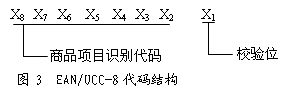 X₈ X₇ X₆ X₅ X₄ X₃ X₂ X₁
商品项目识别代码 校验位
图 3 EAN/UCC-8 代码结构